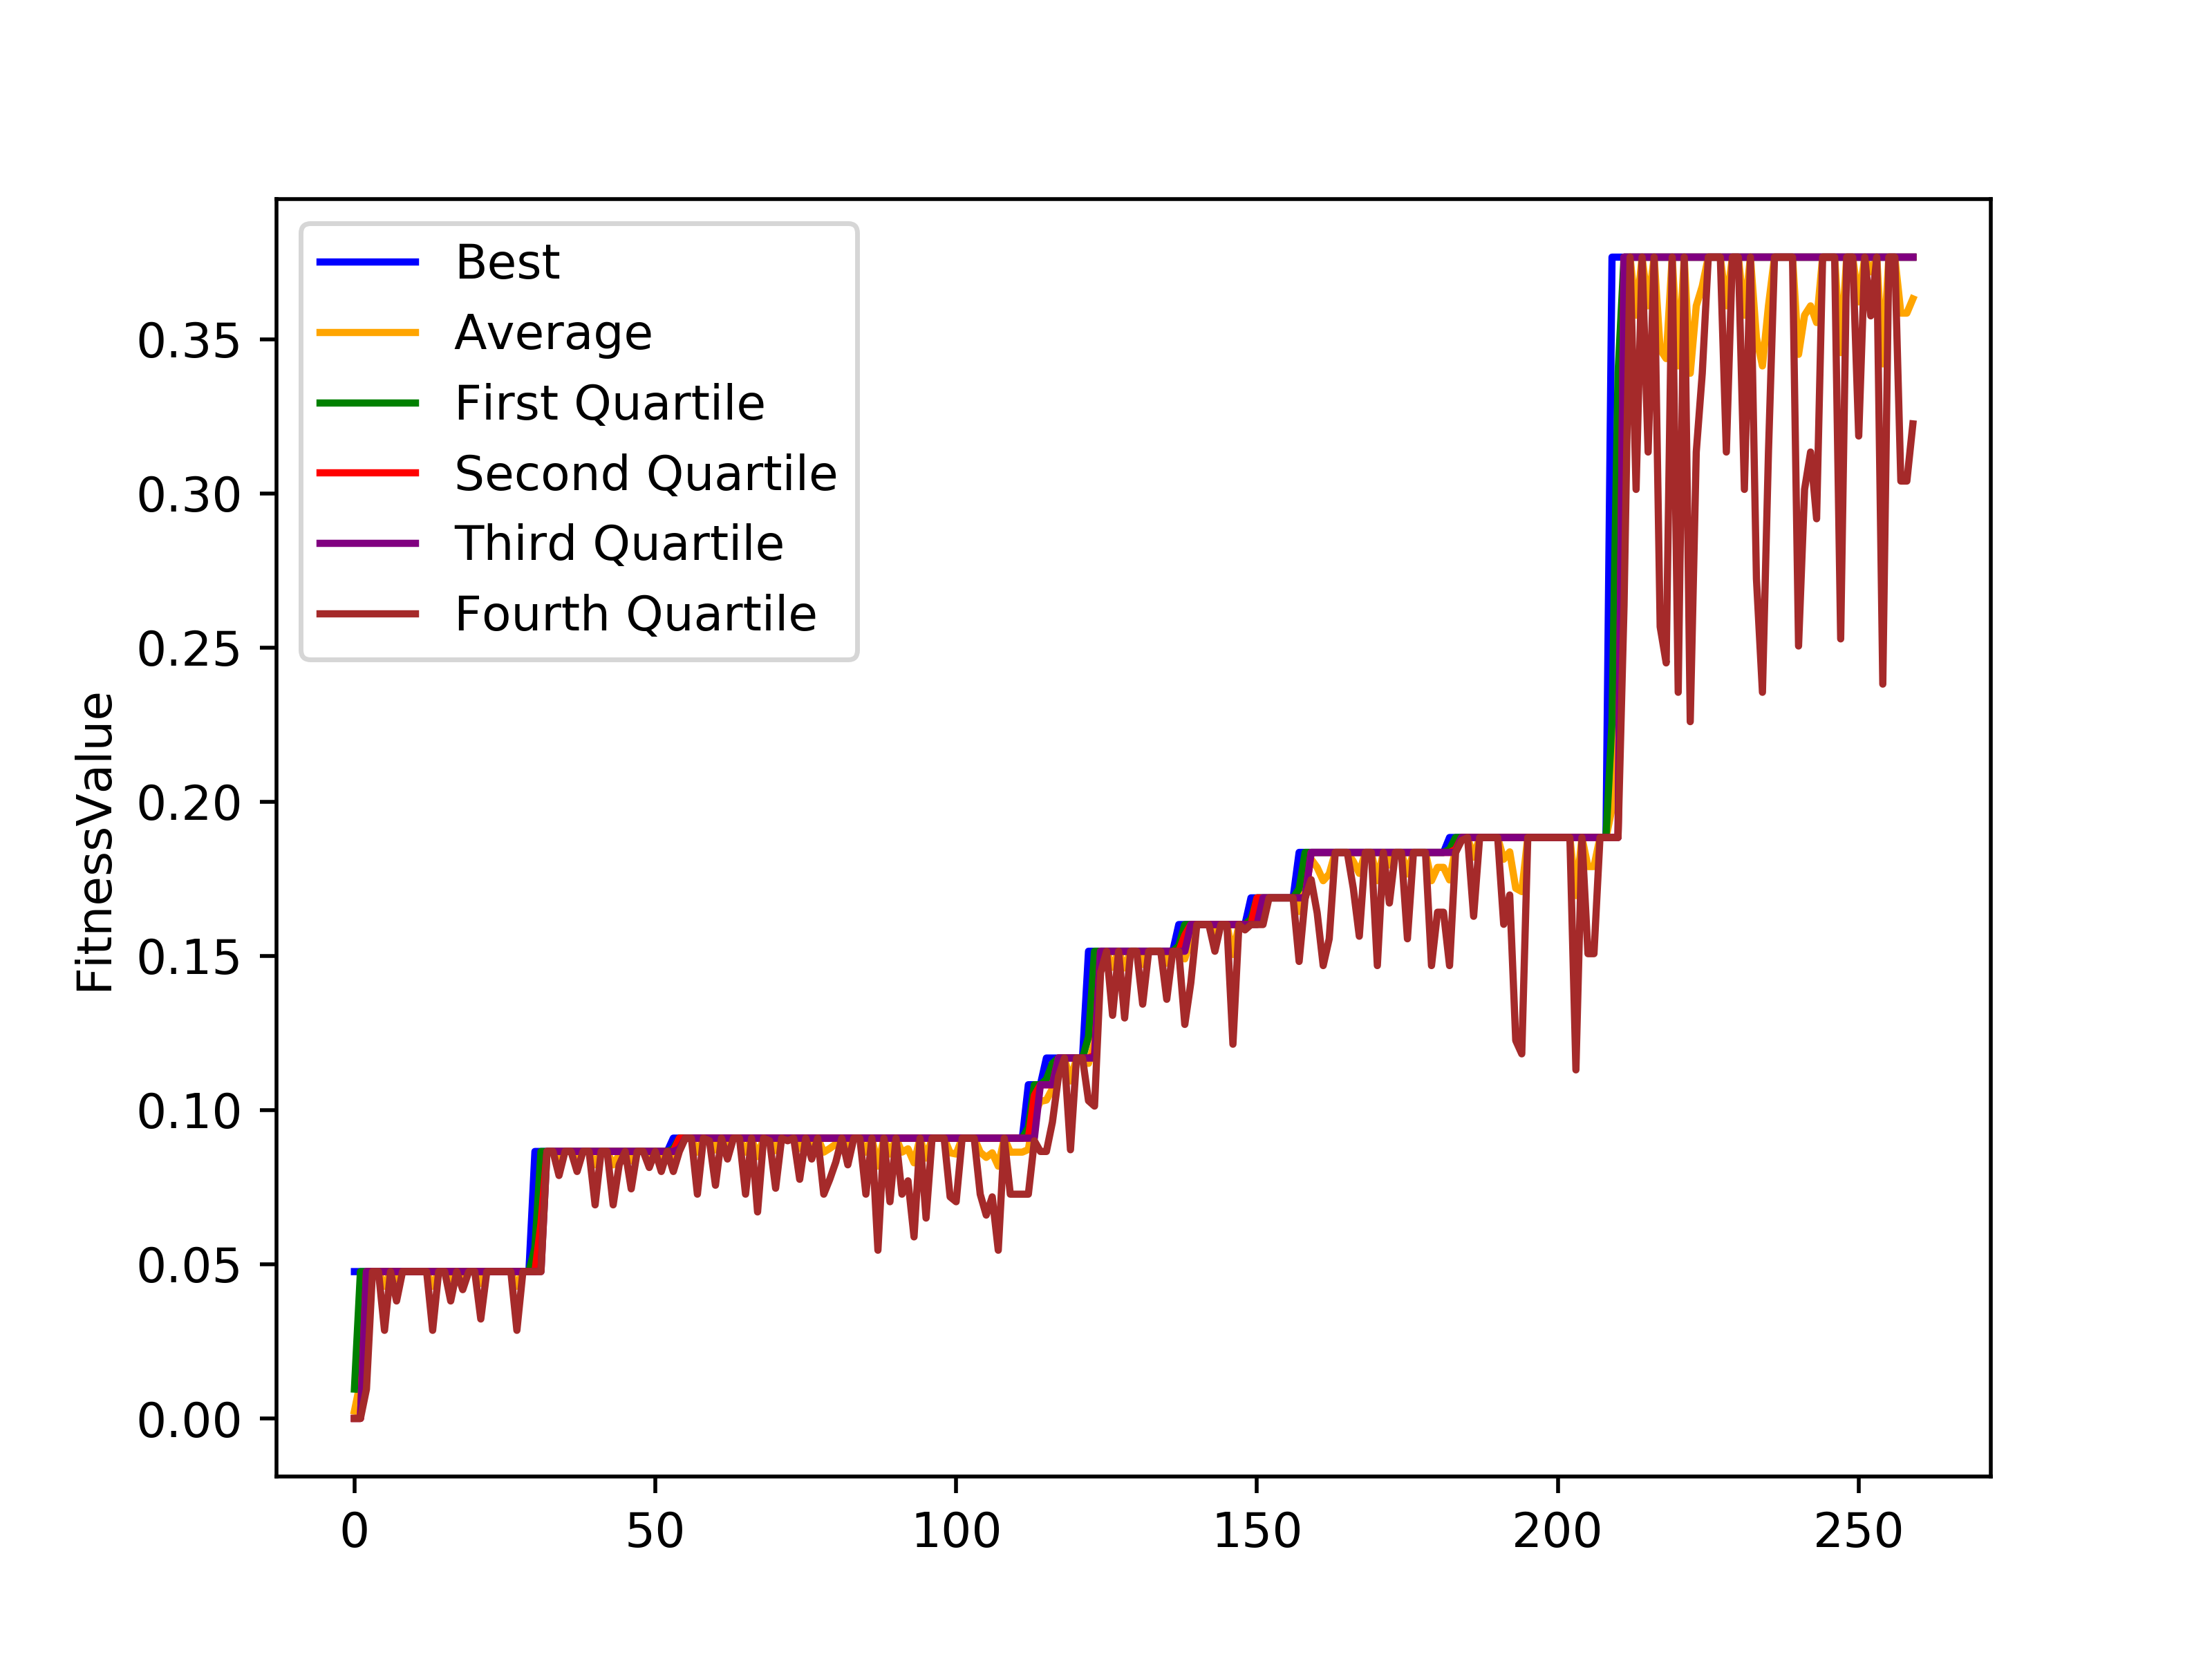 Best
Average
First Quartile
Second Quartile
Third Quartile
Fourth Quartile
FitnessValue
0.35
0.30
0.25
0.20
0.15
0.10
0.05
0.00
0 50 100 150 200 250